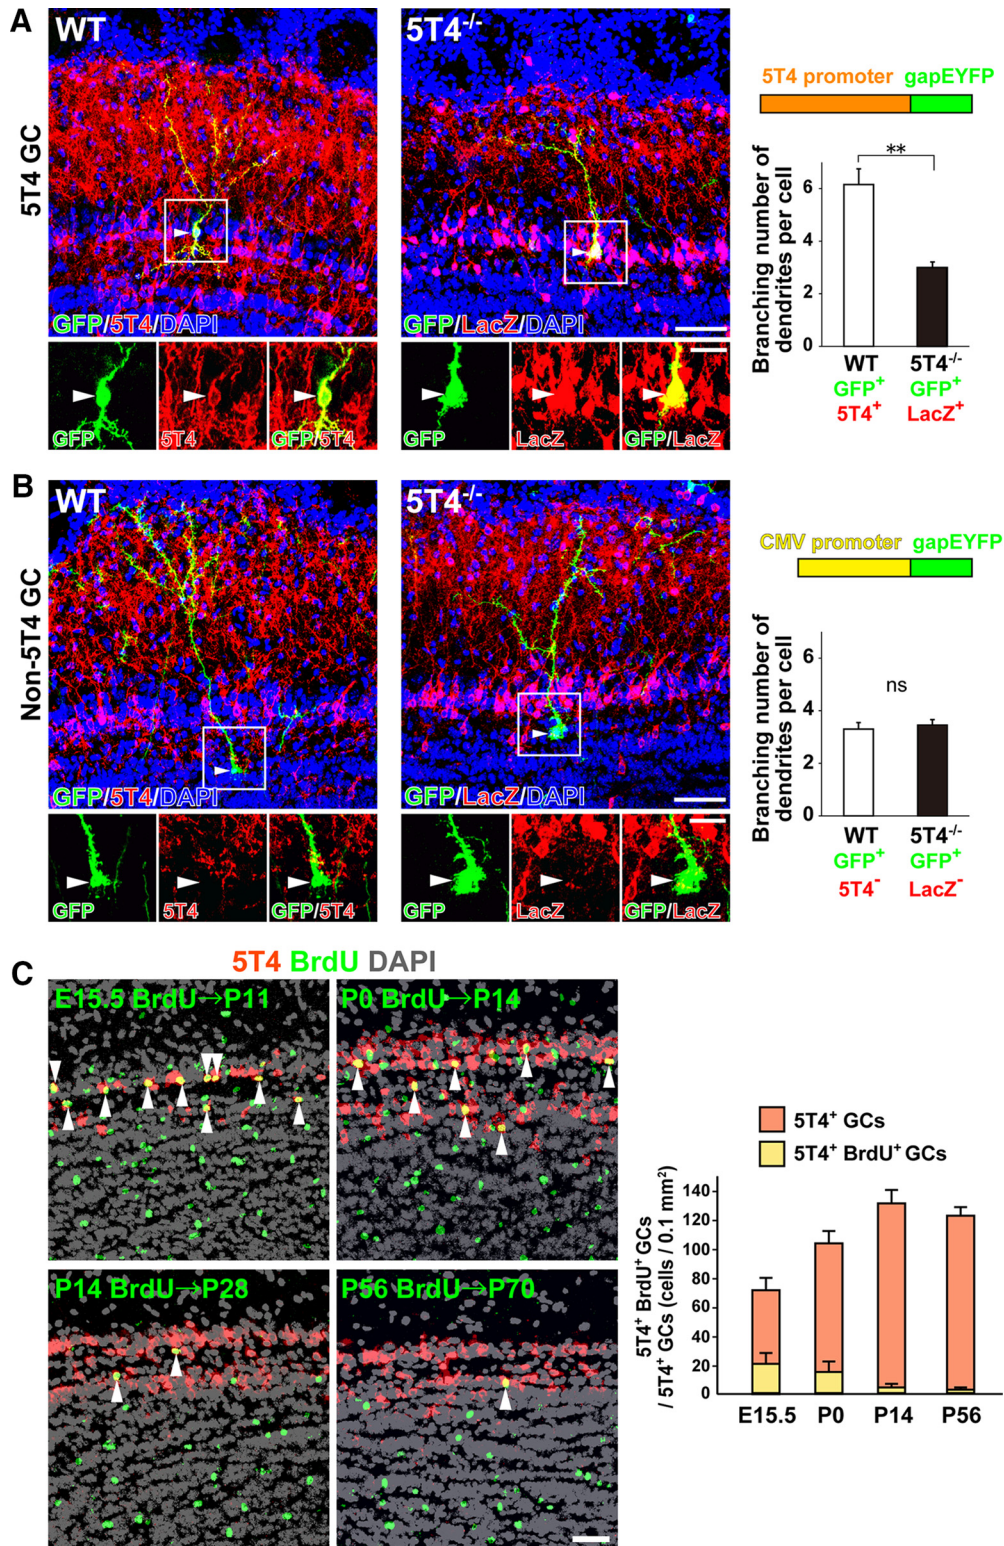 A
WT
5T4-/-
5T4 GC
GFP/5T4/DAPI
GFP/LacZ/DAPI
GFP
5T4
GFP/5T4
GFP
LacZ
GFP/LacZ
5T4 promoter
gapEYFP
**
Branching number of
dendrites per cell
6
4
2
0
WT
5T4-/-
GFP+
GFP+
5T4+
LacZ+
B
WT
5T4-/-
Non-5T4 GC
GFP/5T4/DAPI
GFP/LacZ/DAPI
GFP
5T4
GFP/5T4
GFP
LacZ
GFP/LacZ
CMV promoter
gapEYFP
ns
Branching number of
dendrites per cell
6
4
2
0
WT
5T4-/-
GFP+
GFP+
5T4-
LacZ-
C
5T4 BrdU DAPI
E15.5 BrdU→P11
P0 BrdU→P14
P14 BrdU→P28
P56 BrdU→P70
5T4+ GCs
5T4+ BrdU+ GCs
5T4+ BrdU+ GCs
/ 5T4+ GCs (cells / 0.1 mm2)
140
120
100
80
60
40
20
0
E15.5
P0
P14
P56